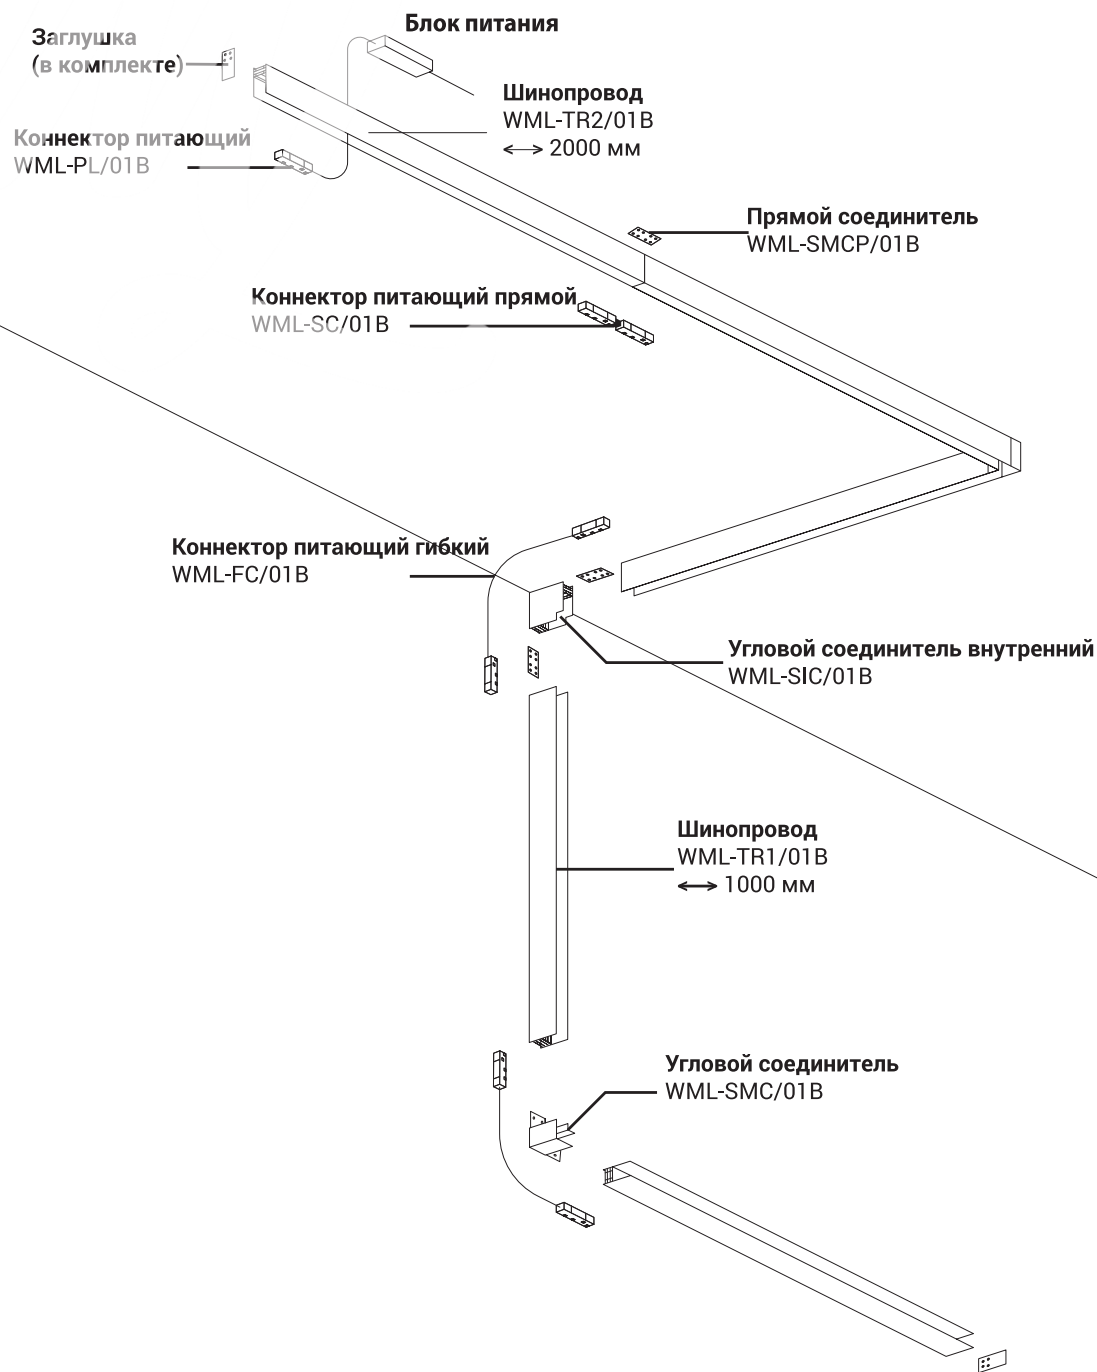 Блок питания
Заглушка
(в комплекте)
Шинопровод
WML-TR2/01B
2000 мм
Коннектор питающий
WML-PL/01B
Прямой соединитель
WML-SMCP/01B
Коннектор питающий прямой
WML-SC/01B
Коннектор питающий гибкий
WML-FC/01B
Угловой соединитель внутренний
WML-SIC/01B
Шинопровод
WML-TR1/01B
1000 мм
Угловой соединитель
WML-SMC/01B